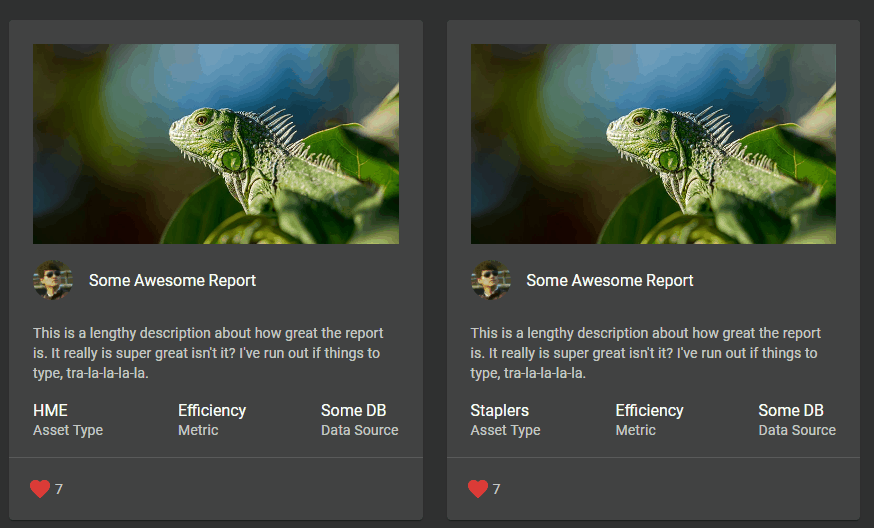 Some Awesome Report
This is a lengthy description about how great the report
is. It really is super great isn't it? I've run out if things to
type, tra-la-la-la-la.
HME Efficiency Some DB
Asset Type Metric Data Source
7
Some Awesome Report
This is a lengthy description about how great the report
is. It really is super great isn't it? I've run out if things to
type, tra-la-la-la-la.
Staplers Efficiency Some DB
Asset Type Metric Data Source
7